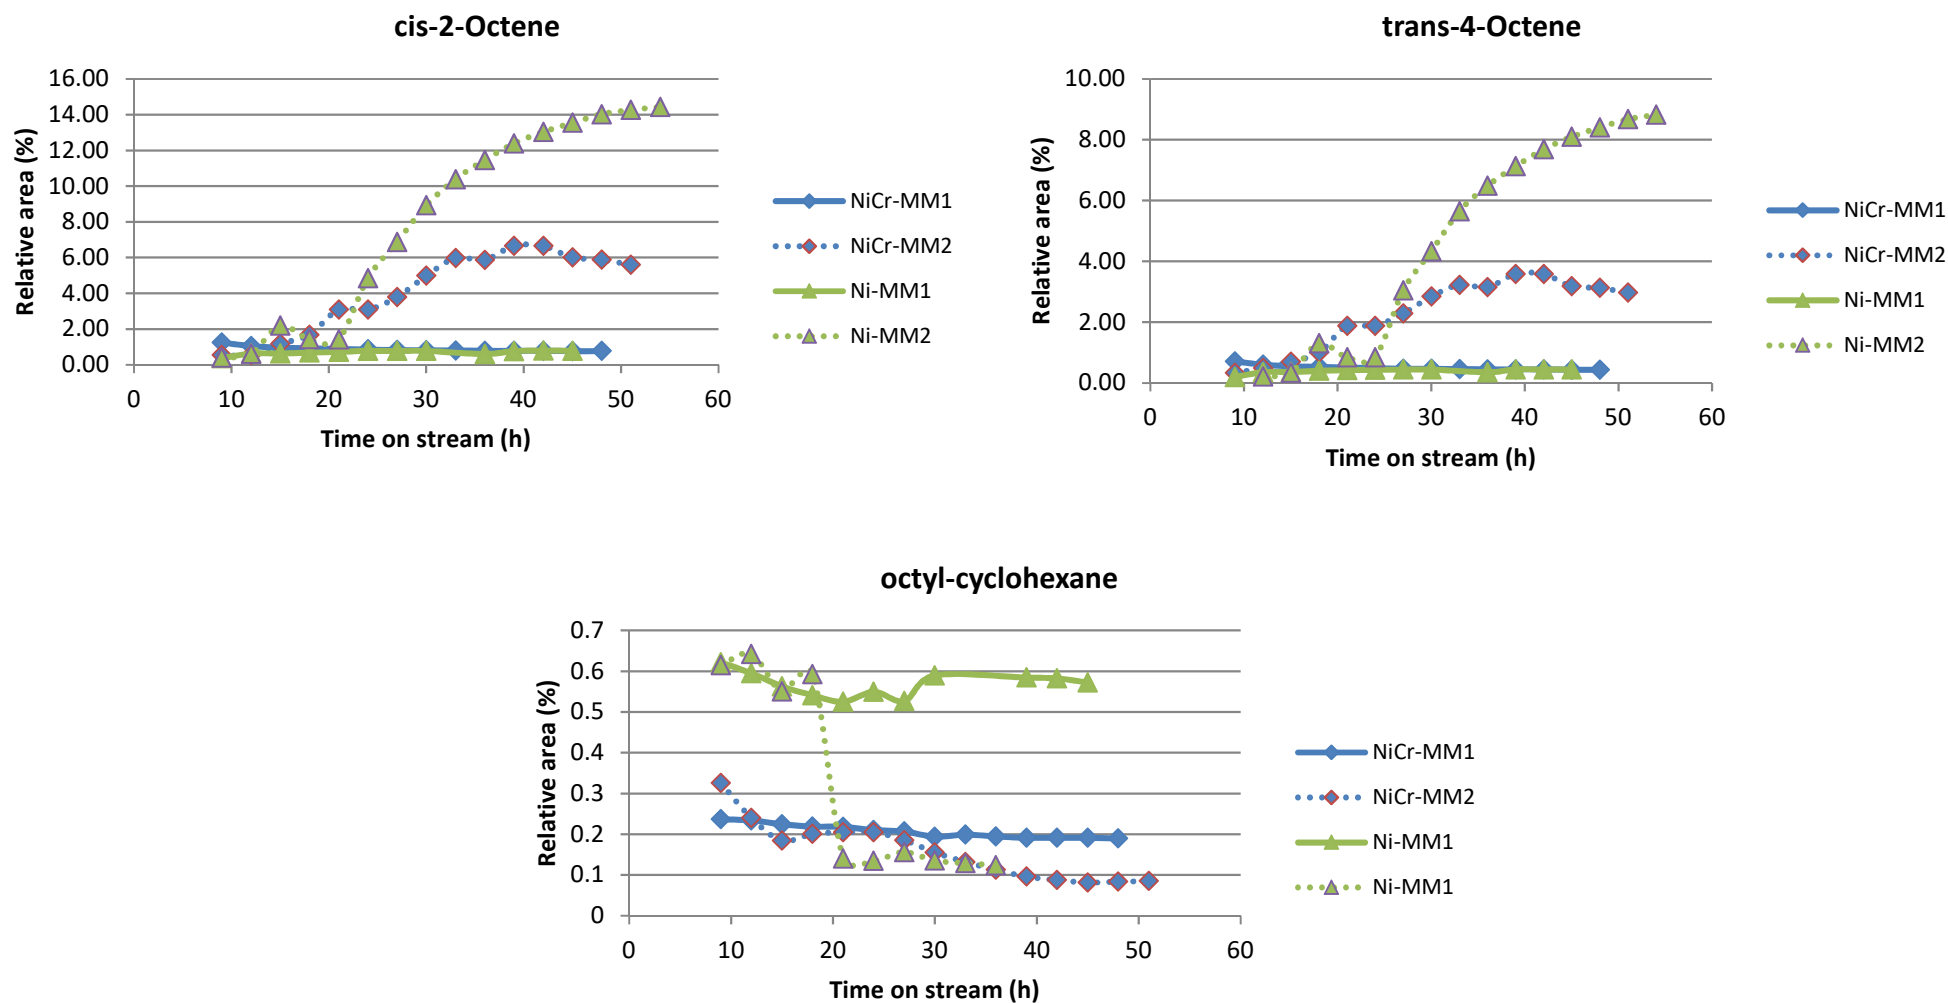 cis-2-Octene
16.00
14.00
12.00
10.00
8.00
6.00
4.00
2.00
0.00
0 10 20 30 40 50 60
Relative area (%)
Time on stream (h)
NiCr-MM1
NiCr-MM2
Ni-MM1
Ni-MM2
trans-4-Octene
10.00
8.00
6.00
4.00
2.00
0.00
0 10 20 30 40 50 60
Relative area (%)
Time on stream (h)
NiCr-MM1
NiCr-MM2
Ni-MM1
Ni-MM2
octyl-cyclohexane
0.7
0.6
0.5
0.4
0.3
0.2
0.1
0
0 10 20 30 40 50 60
Relative area (%)
Time on stream (h)
NiCr-MM1
NiCr-MM2
Ni-MM1
Ni-MM1